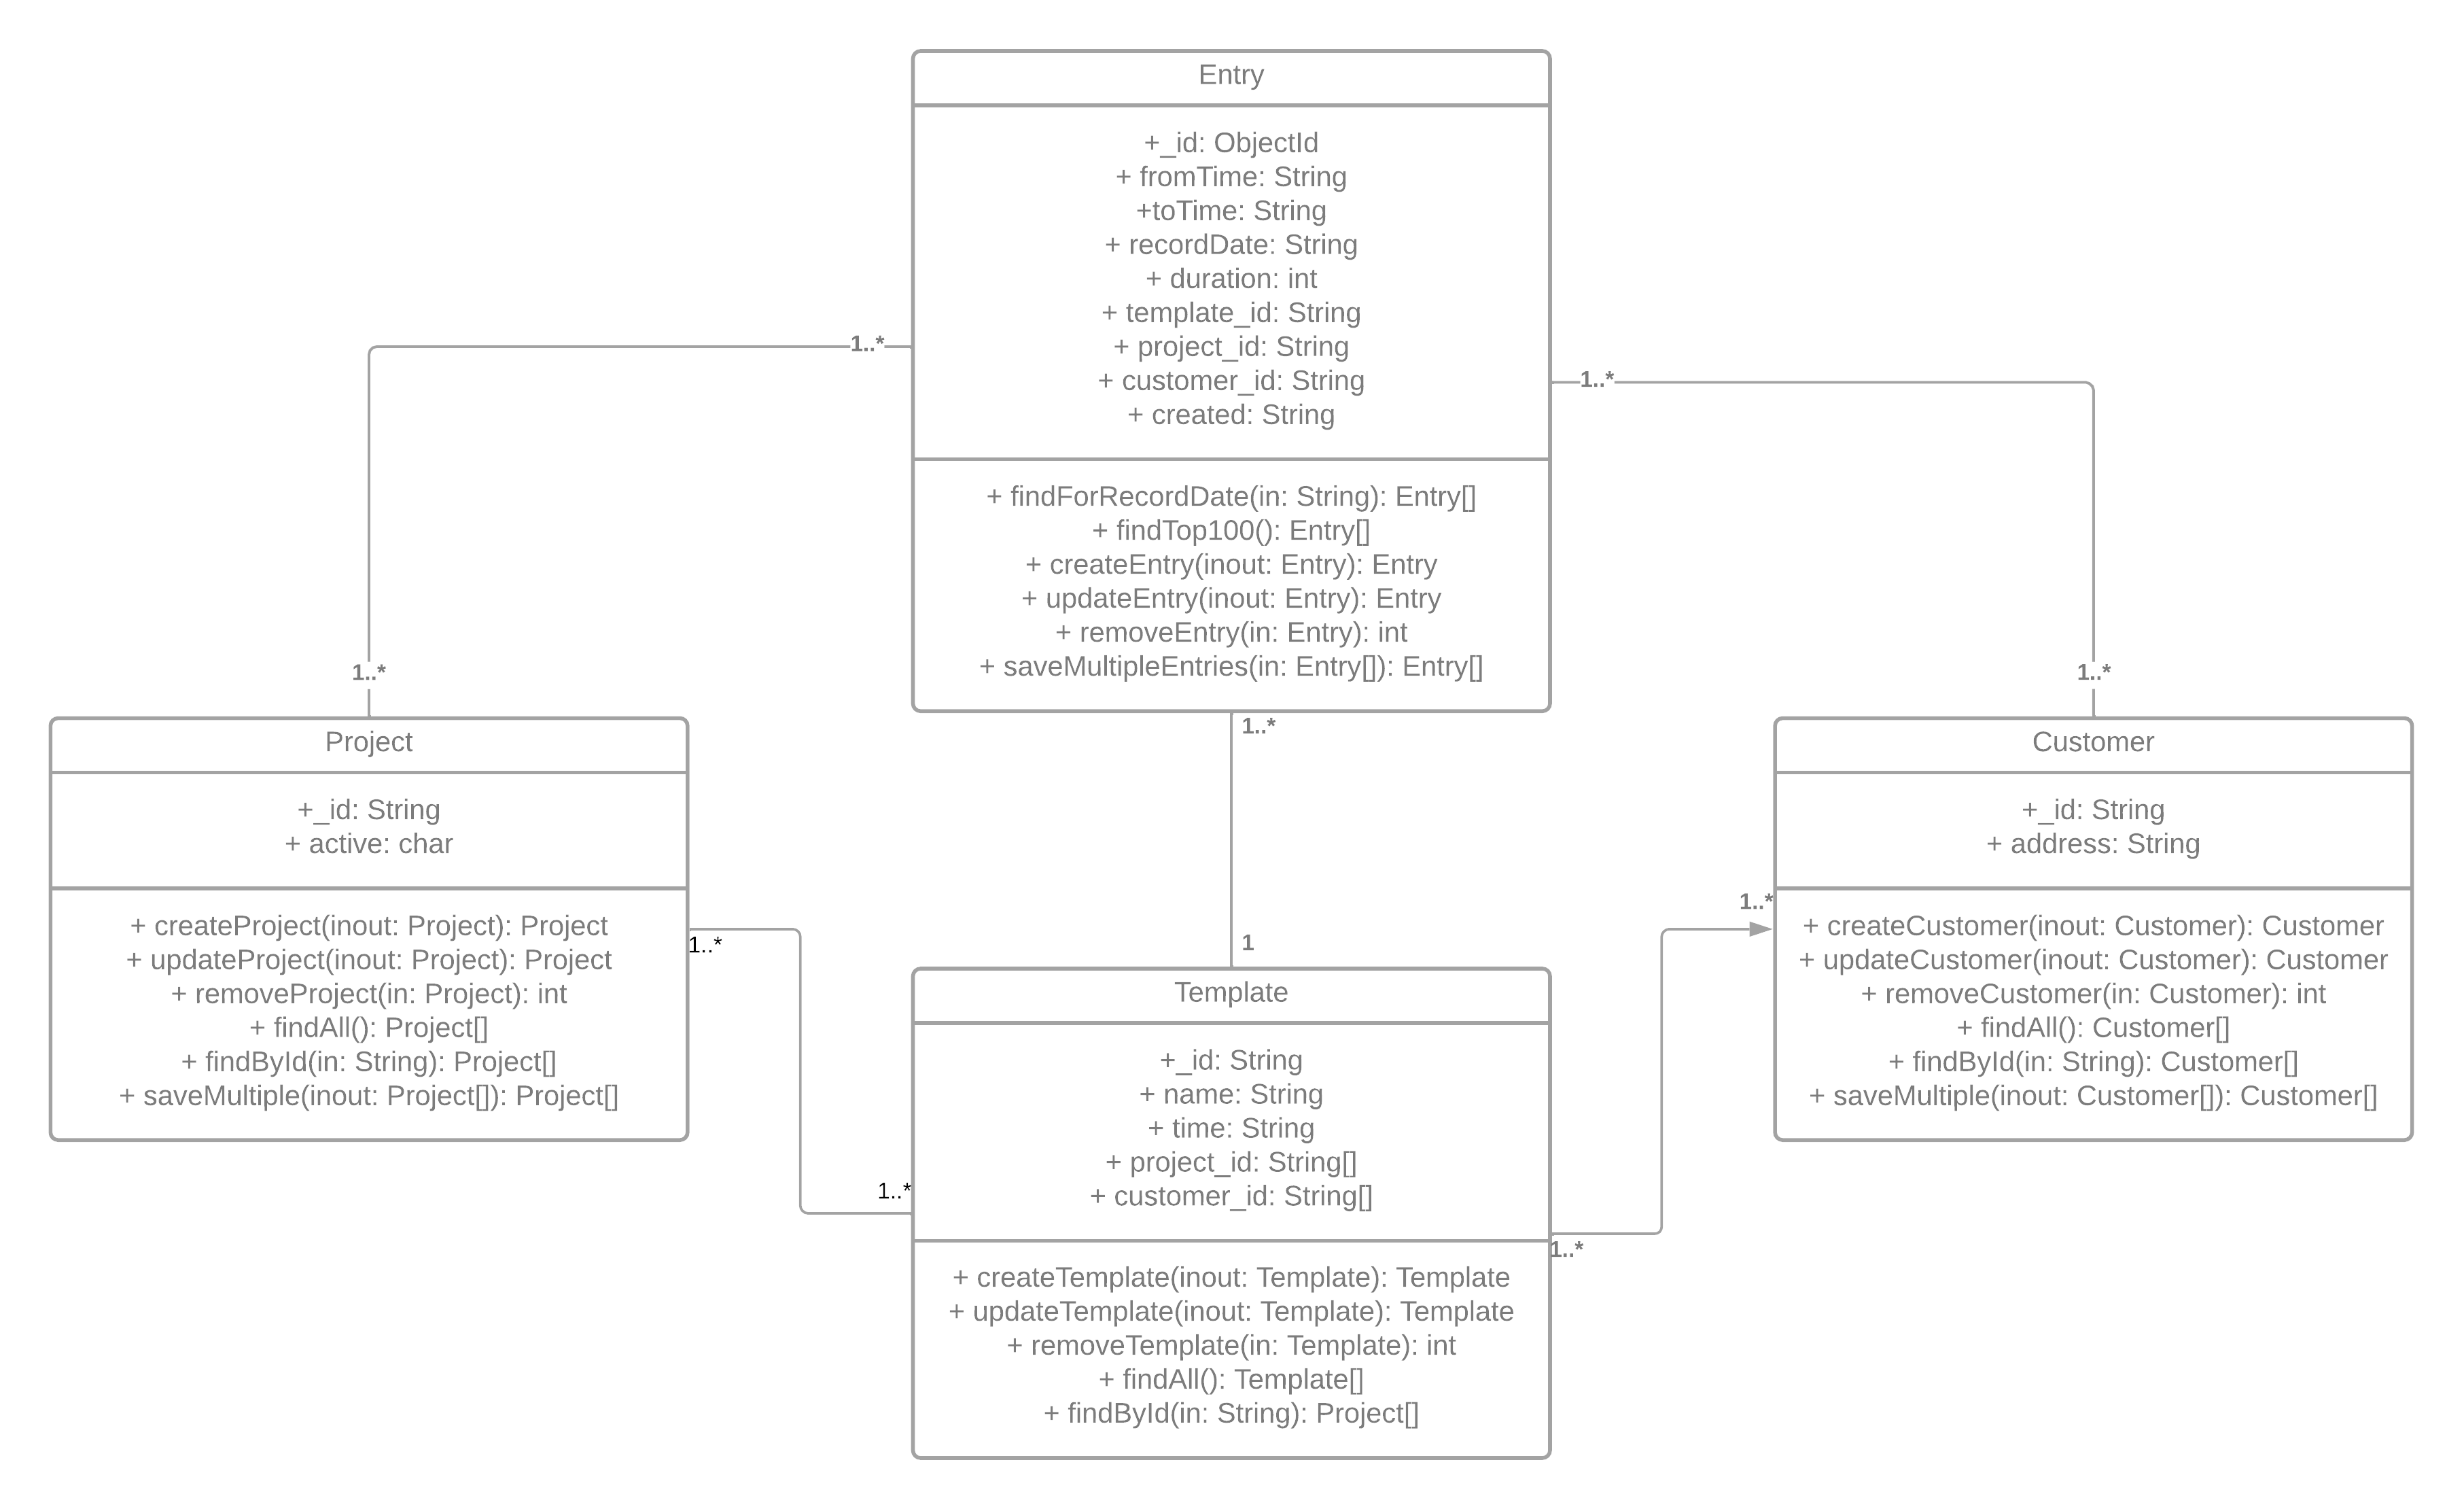 Entry
+_id: ObjectId
+ fromTime: String
+toTime: String
+ recordDate: String
+ duration: int
+ template_id: String
+ project_id: String
+ customer_id: String
+ created: String
+ findForRecordDate(in: String): Entry[]
+ findTop100(): Entry[]
+ createEntry(inout: Entry): Entry
+ updateEntry(inout: Entry): Entry
+ removeEntry(in: Entry): int
+ saveMultipleEntries(in: Entry[]): Entry[]
1..*
1..*
1..*
1..*
1..*
1
Project
+_id: String
+ active: char
+ createProject(inout: Project): Project
+ updateProject(inout: Project): Project
+ removeProject(in: Project): int
+ findAll(): Project[]
+ findById(in: String): Project[]
+ saveMultiple(inout: Project[]): Project[]
1..*
1..*
Template
+_id: String
+ name: String
+ time: String
+ project_id: String[]
+ customer_id: String[]
+ createTemplate(inout: Template): Template
+ updateTemplate(inout: Template): Template
+ removeTemplate(in: Template): int
+ findAll(): Template[]
+ findById(in: String): Project[]
1..*
1..*
Customer
+_id: String
+ address: String
+ createCustomer(inout: Customer): Customer
+ updateCustomer(inout: Customer): Customer
+ removeCustomer(in: Customer): int
+ findAll(): Customer[]
+ findById(in: String): Customer[]
+ saveMultiple(inout: Customer[]): Customer[]